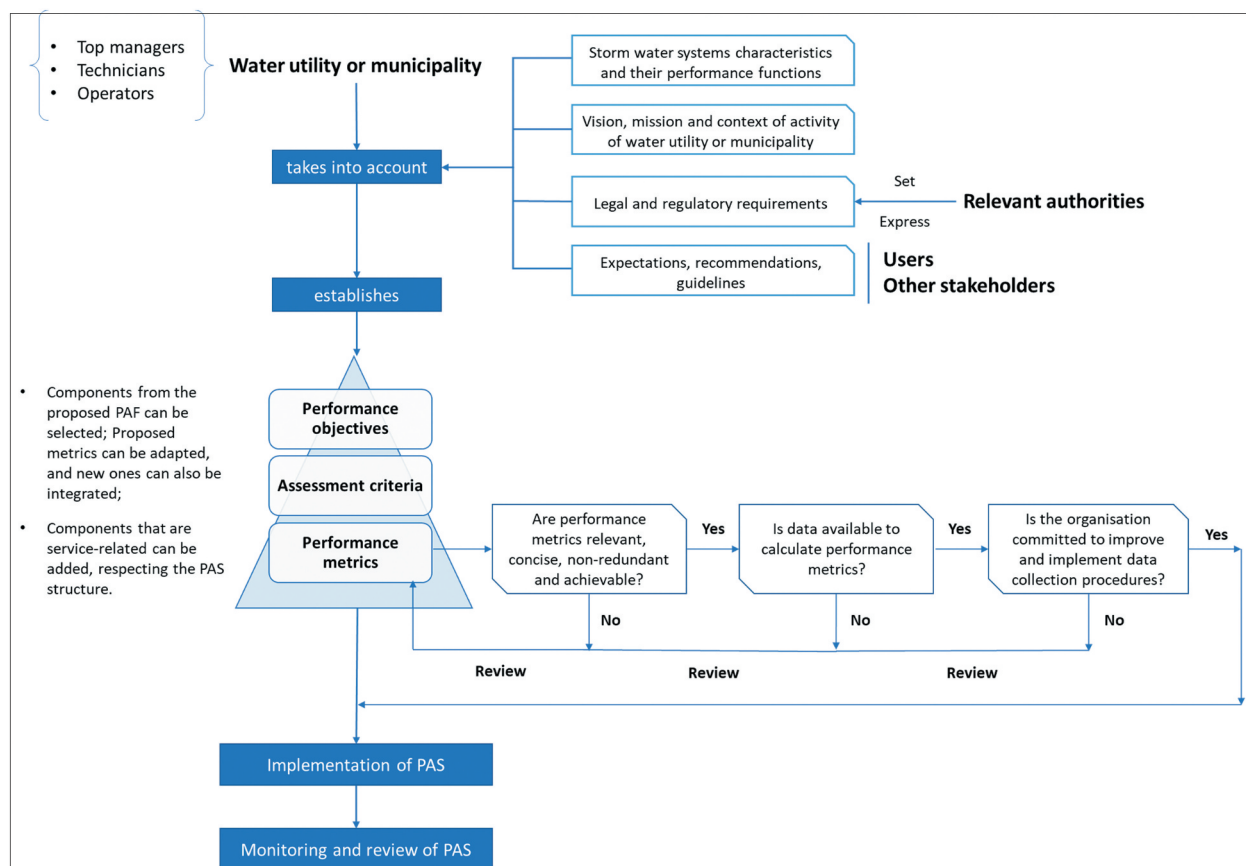 • Top managers
• Technicians
• Operators
Water utility or municipality
takes into account
establishes
Storm water systems characteristics
and their performance functions
Vision, mission and context of activity
of water utility or municipality
Legal and regulatory requirements
Set
Express
Relevant authorities
Expectations, recommendations,
guidelines
Users
Other stakeholders
• Components from the
proposed PAF can be
selected; Proposed
metrics can be adapted,
and new ones can also be
integrated;
• Components that are
service-related can be
added, respecting the PAS
structure.
Performance
objectives
Assessment criteria
Performance
metrics
Are performance
metrics relevant,
concise, non-redundant
and achievable?
Yes
Is data available to
calculate performance
metrics?
Yes
Is the organisation
committed to improve
and implement data
collection procedures?
Yes
No
No
No
Review
Review
Review
Implementation of PAS
Monitoring and review of PAS